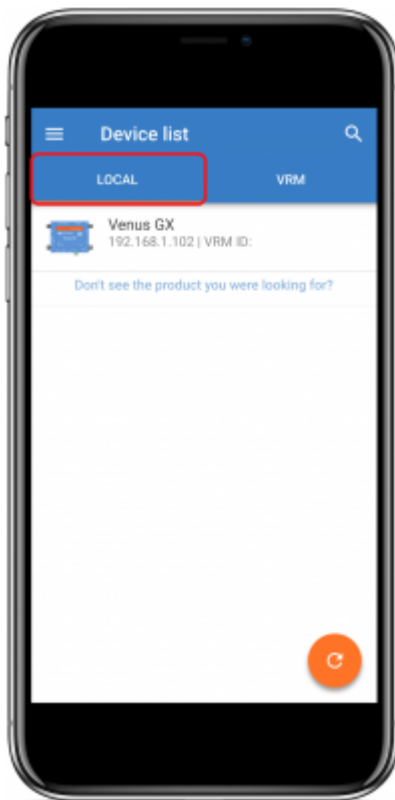 Device list
LOCAL
VRM
Venus GX
192.168.1.102 | VRM ID:
Don't see the product you were looking for?